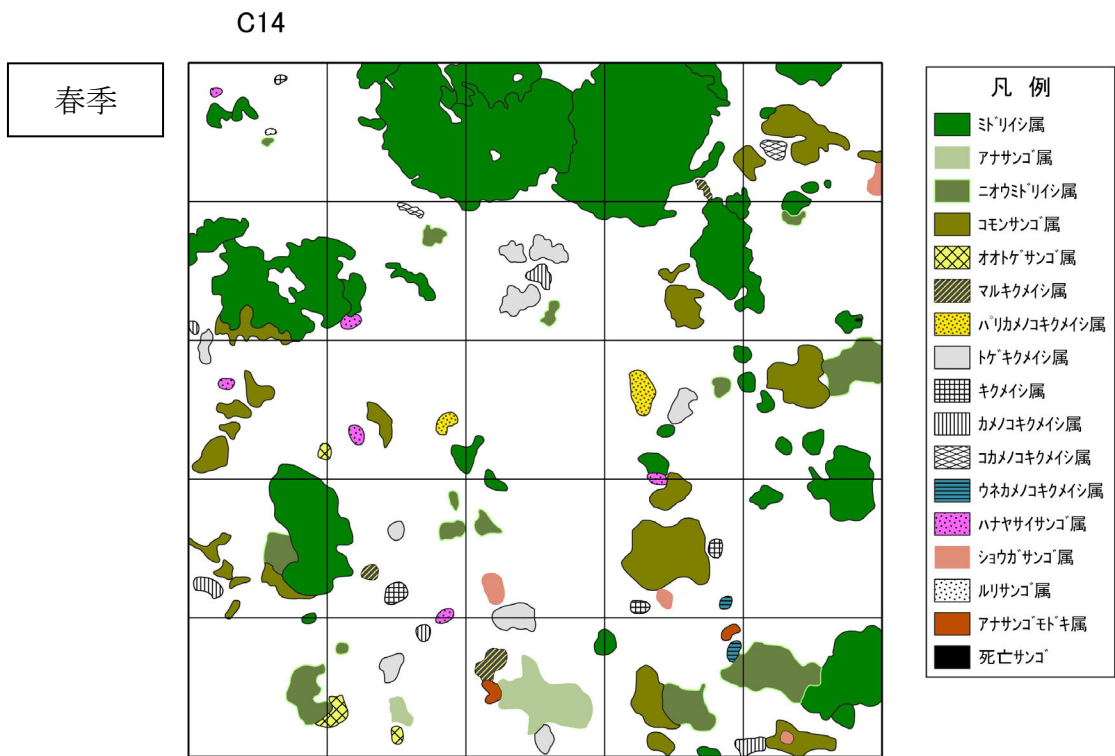 C14
春季
凡 例
ミドリイシ属
アナサンゴ属
ニオウミドリイシ属
コモンサンゴ属
オオトゲサンゴ属
マルキクメイシ属
パリカメノコキクメイシ属
トゲキクメイシ属
キクメイシ属
カメノコキクメイシ属
コカメノコキクメイシ属
ウネカメノコキクメイシ属
ハナヤサイサンゴ属
ショウガサンゴ属
ルリサンゴ属
アナサンゴモドキ属
死亡サンゴ